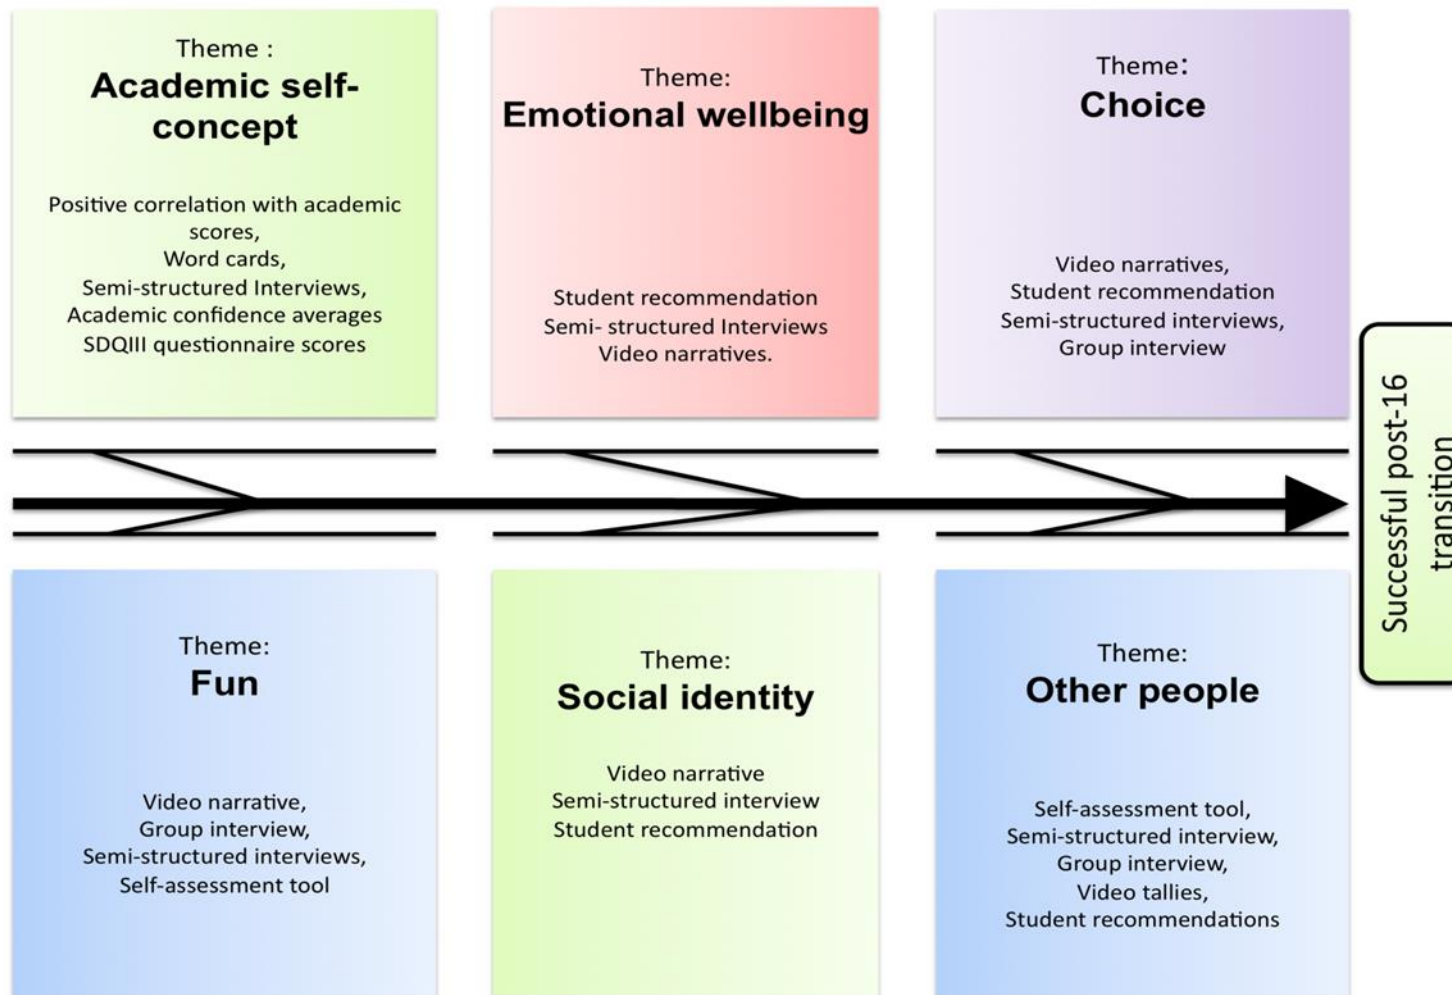 Theme :
Academic self-
concept
Positive correlation with academic
scores,
Word cards,
Semi-structured Interviews,
Academic confidence averages
SDQIII questionnaire scores
Theme:
Emotional wellbeing
Student recommendation
Semi- structured Interviews
Video narratives.
Theme:
Choice
Video narratives,
Student recommendation
Semi-structured interviews,
Group interview
Successful post-16
transition
Theme:
Fun
Video narrative,
Group interview,
Semi-structured interviews,
Self-assessment tool
Theme:
Social identity
Video narrative
Semi-structured interview
Student recommendation
Theme:
Other people
Self-assessment tool,
Semi-structured interview,
Group interview,
Video tallies,
Student recommendations